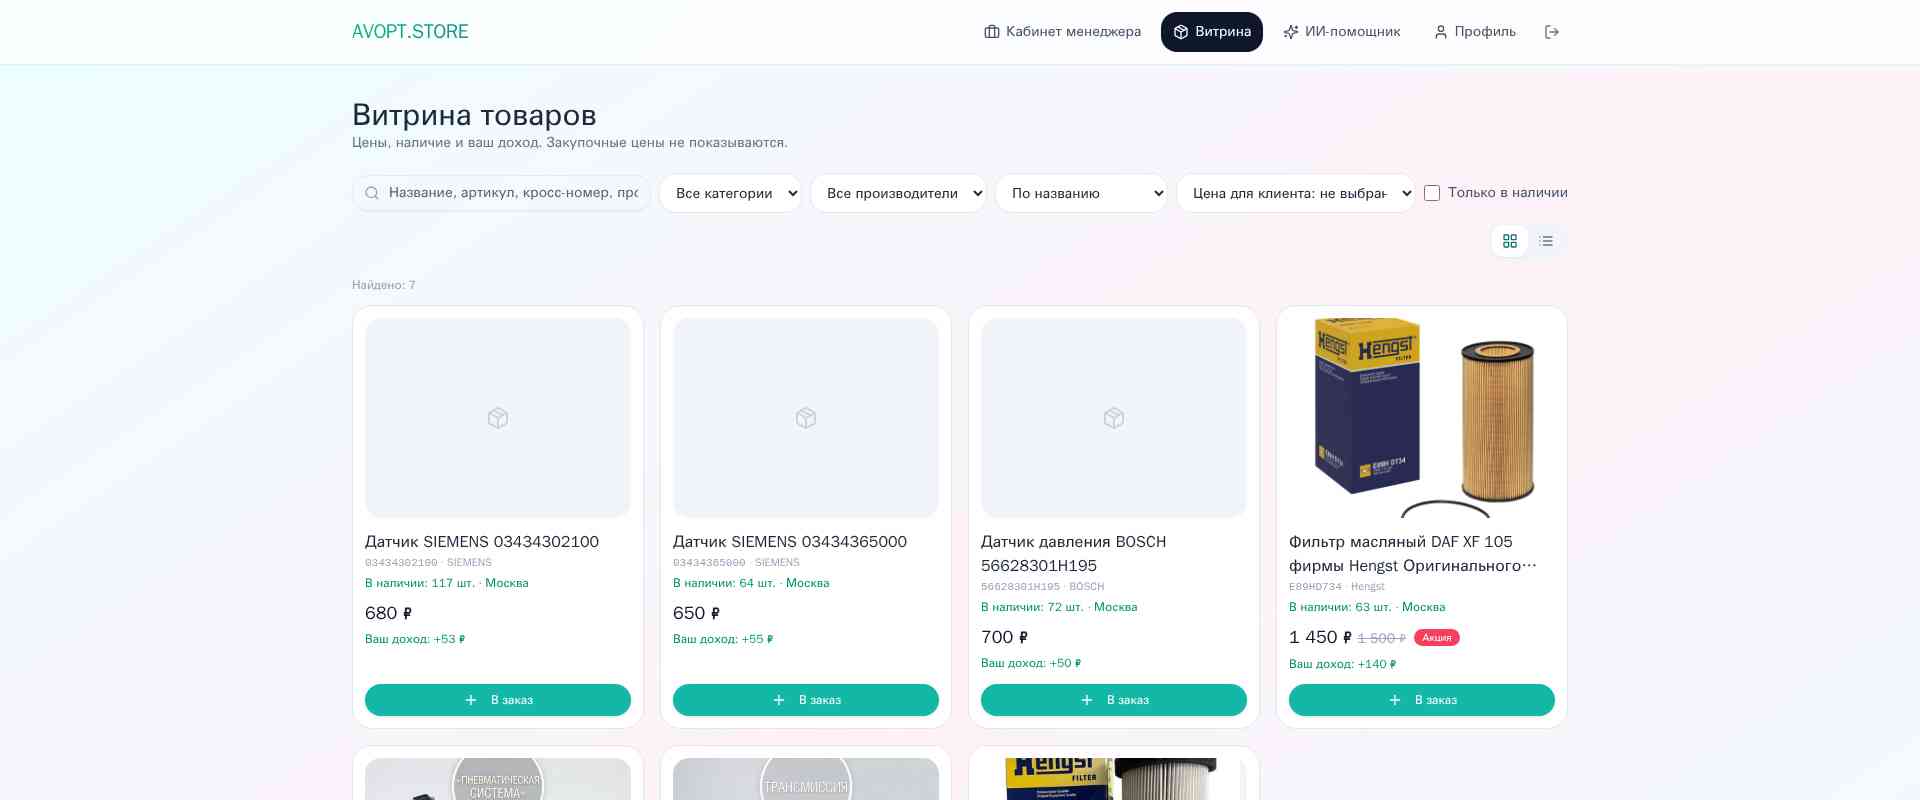 AVOPT.STORE
Кабинет менеджера
Витрина
ИИ-помощник
Профиль
Витрина товаров
Цены, наличие и ваш доход. Закупочные цены не показываются.
Название, артикул, кросс-номер, про
Все категории
Все производители
По названию
Цена для клиента: не выбран
Только в наличии
Найдено: 7
Датчик SIEMENS 03434302100
03434302100 · SIEMENS
В наличии: 117 шт. · Москва
680 ₽
Ваш доход: +53 ₽
В заказ
Датчик SIEMENS 03434365000
03434365000 · SIEMENS
В наличии: 64 шт. · Москва
650 ₽
Ваш доход: +55 ₽
В заказ
Датчик давления BOSCH
56628301H195
56628301H195 · BOSCH
В наличии: 72 шт. · Москва
700 ₽
Ваш доход: +50 ₽
В заказ
Hengst
FILTER
Hengst
FILTER
E89H D734
Фильтр масляный DAF XF 105
фирмы Hengst Оригинального…
E89HD734 · Hengst
В наличии: 63 шт. · Москва
1 450 ₽ 1 500 ₽ Акция
Ваш доход: +140 ₽
В заказ
«ПНЕВМАТИЧЕСКАЯ
СИСТЕМА»
ТРАНСМИССИЯ
Hengst
FILTER